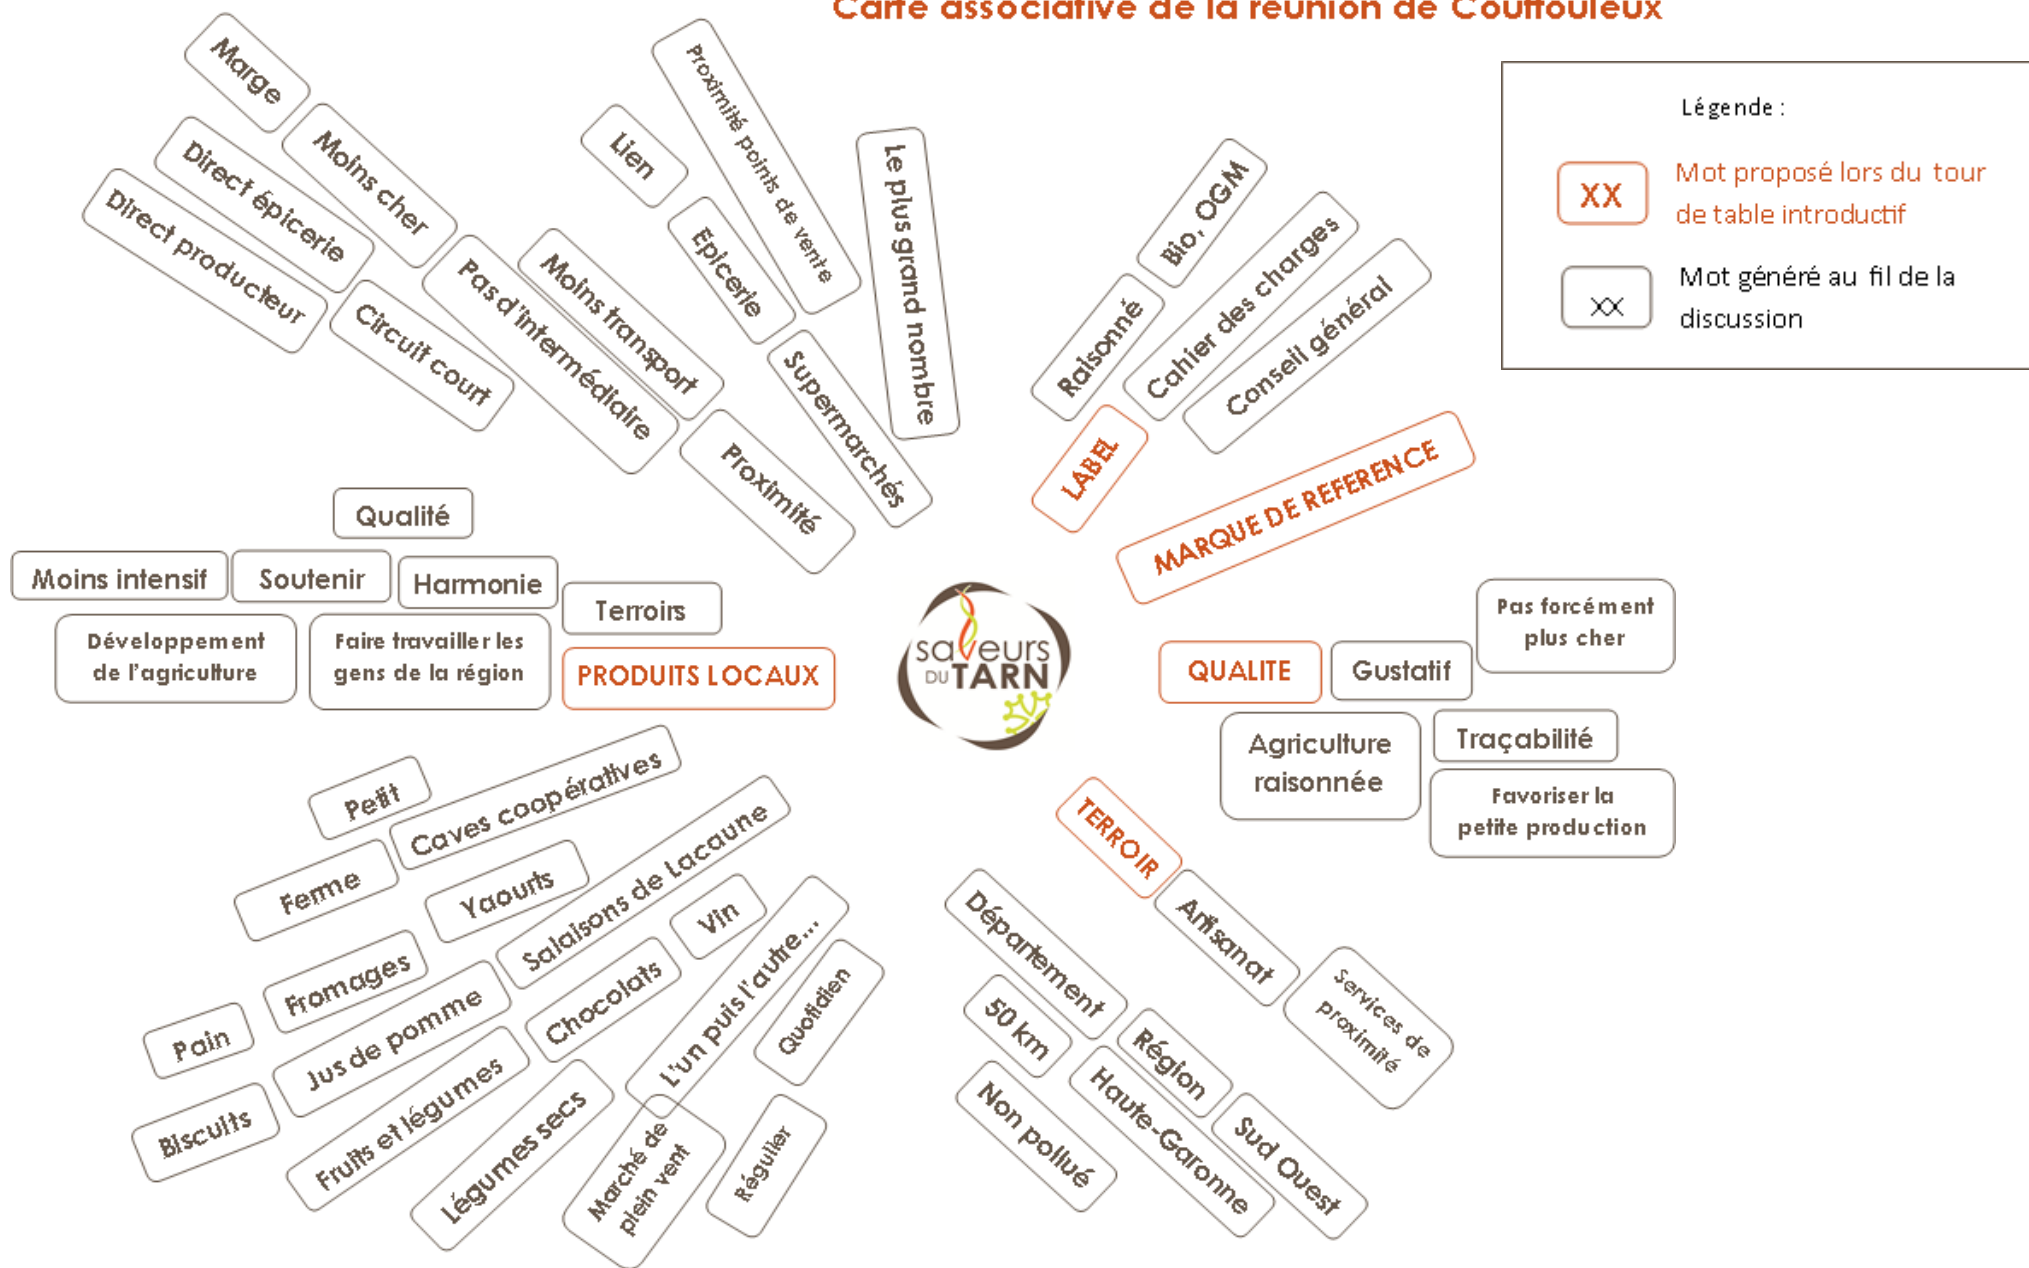 Carte associative de la réunion de Couffouleux
Légende :
XX
Mot proposé lors du tour
de table introductif
xx
Mot généré au fil de la
discussion
Marge
Moins cher
Direct épicerie
Direct producteur
Circuit court
Pas d'intermédiaire
Moins transport
Proximité
Lien
Epicerie
Proximité points de vente
Supermarchés
Le plus grand nombre
Bio, OGM
Raisonné
Cahier des charges
Conseil général
LABEL
MARQUE DE REFERENCE
Qualité
Moins intensif
Soutenir
Harmonie
Terroirs
Développement
de l'agriculture
Faire travailler les
gens de la région
PRODUITS LOCAUX
saveurs
DU TARN
QUALITE
Gustatif
Pas forcément
plus cher
Agriculture
raisonnée
Traçabilité
Favoriser la
petite production
TERROIR
Artisanat
Services de
proximité
Département
50 km
Région
Non pollué
Haute-Garonne
Sud Ouest
Petit
Caves coopératives
Ferme
Yaourts
Salaisons de Lacaune
Vin
Fromages
Pain
Jus de pomme
Chocolats
L'un puis l'autre...
Quotidien
Biscuits
Fruits et légumes
Légumes secs
Marché de
plein vent
Régulier